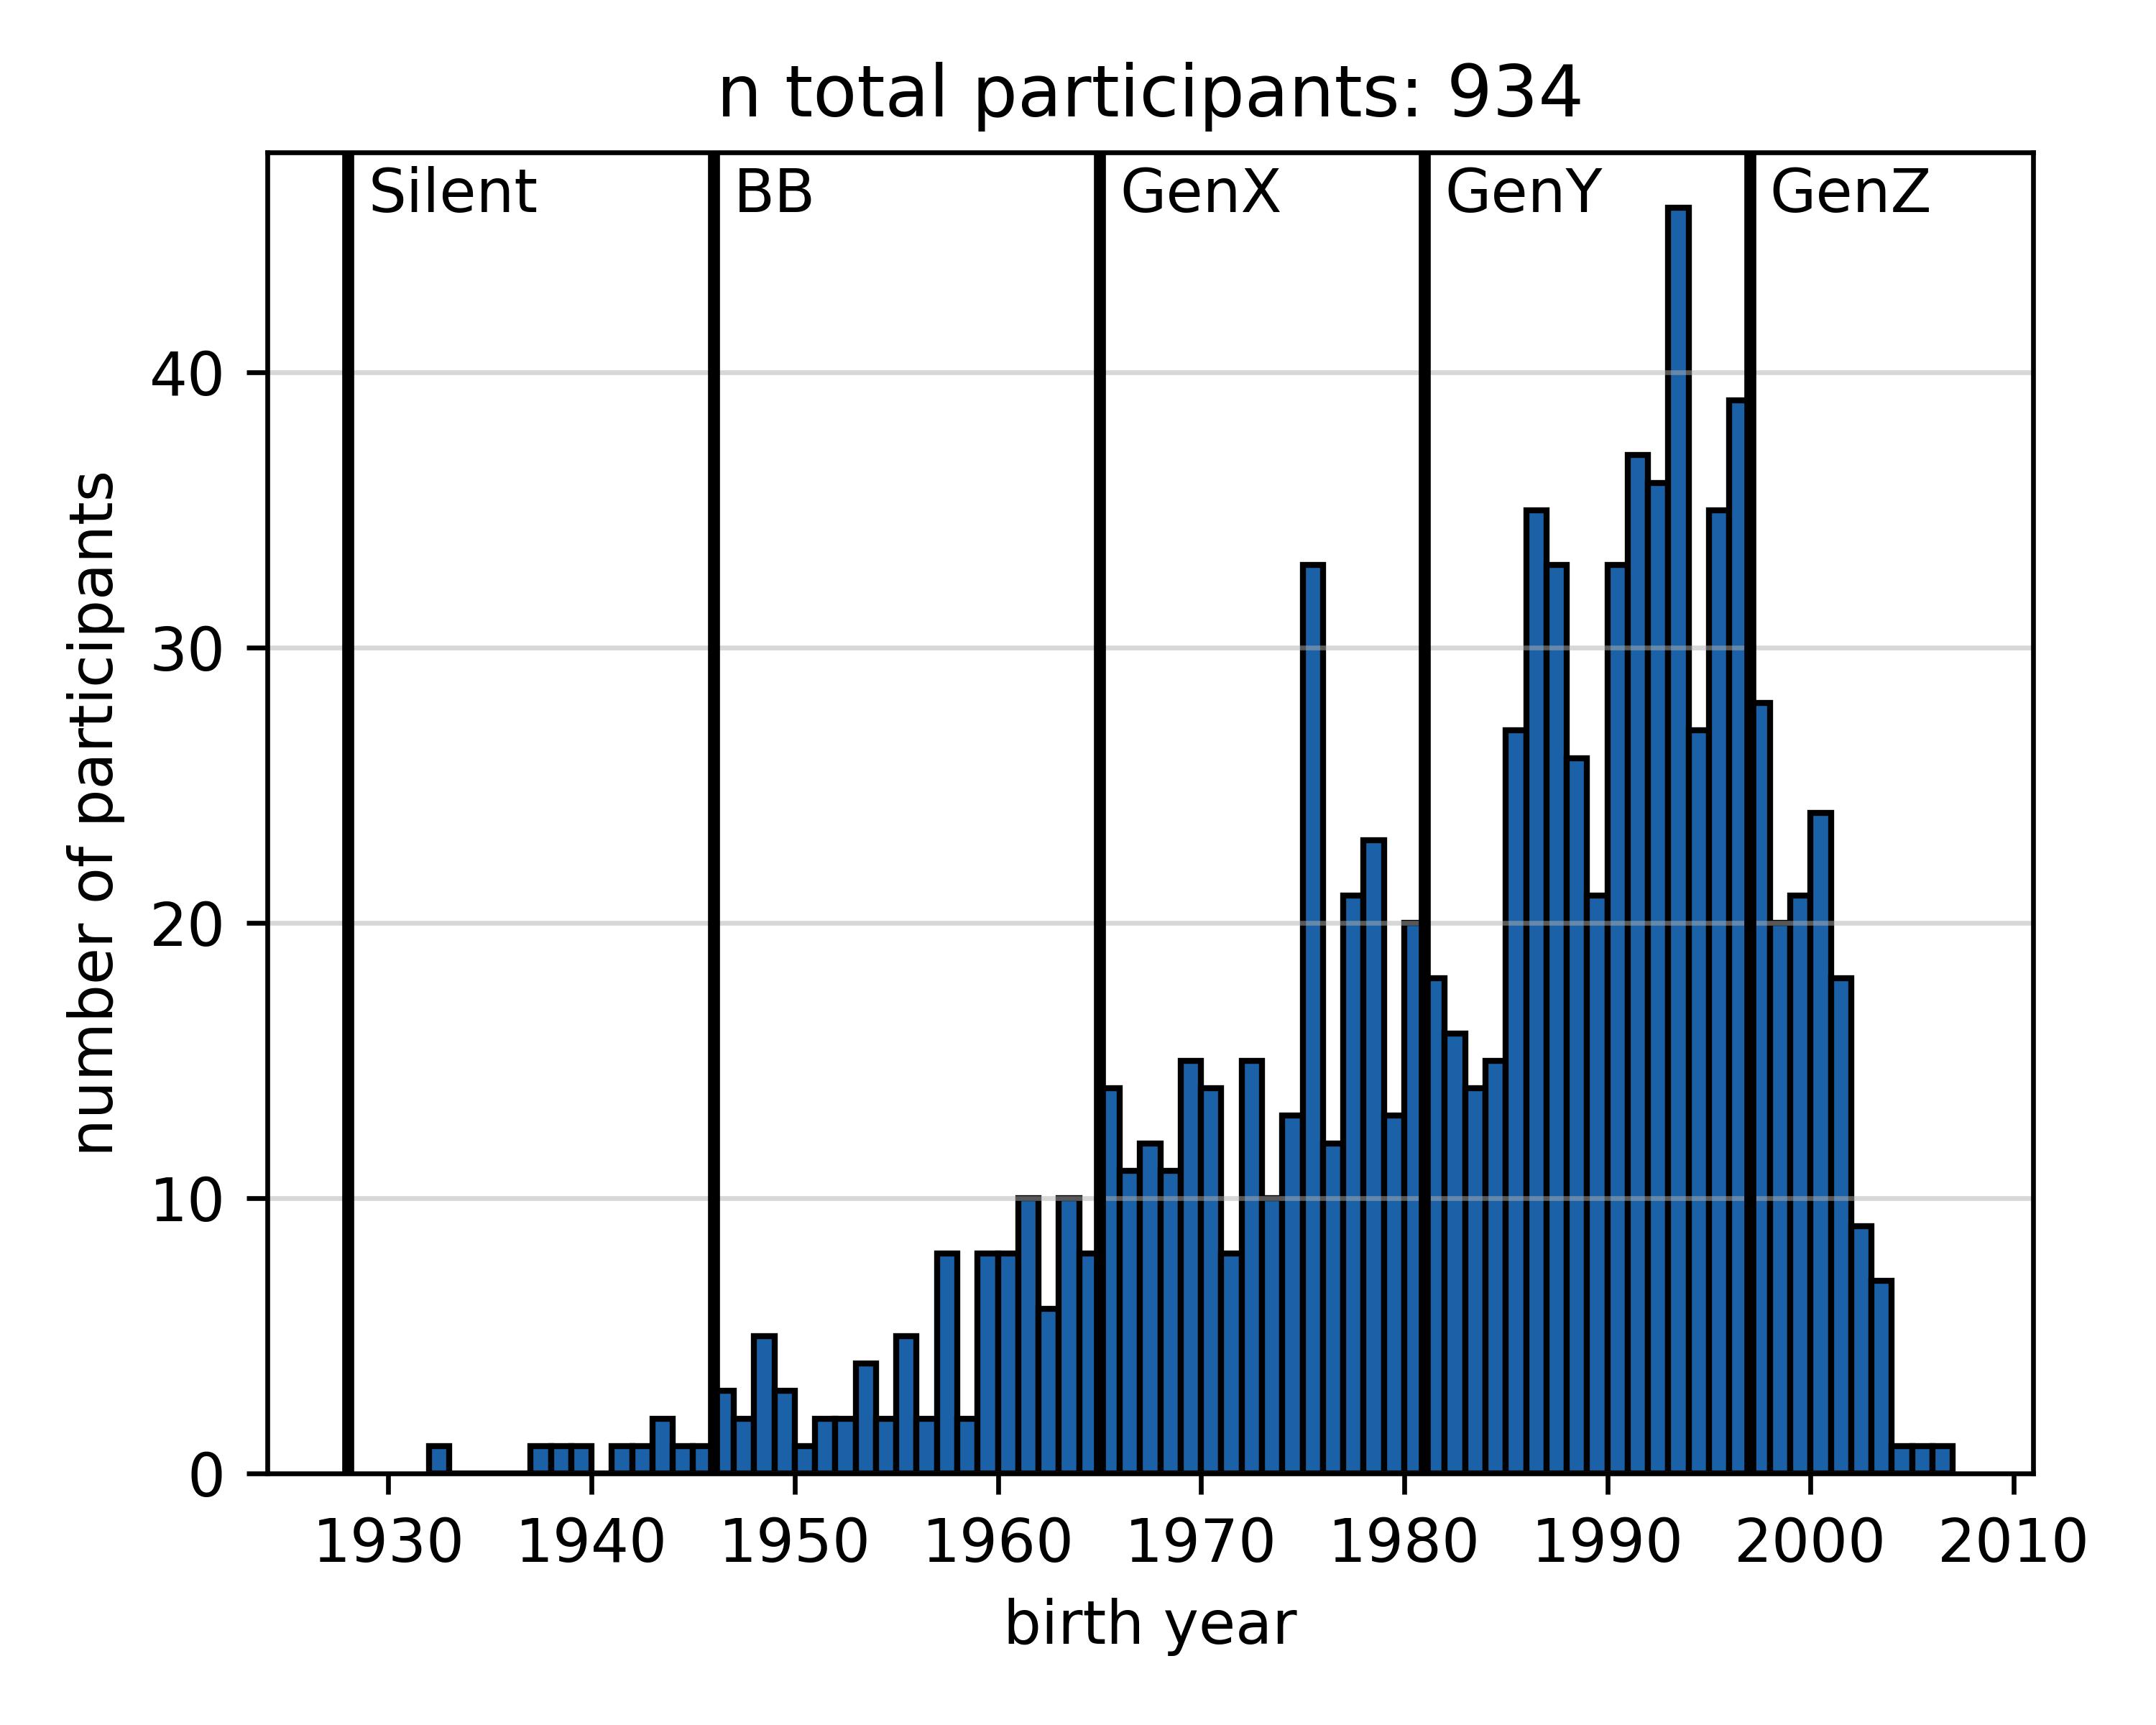 n total participants: 934
Silent BB GenX GenY GenZ
40
30
20
10
0
number of participants
1930 1940 1950 1960 1970 1980 1990 2000 2010
birth year